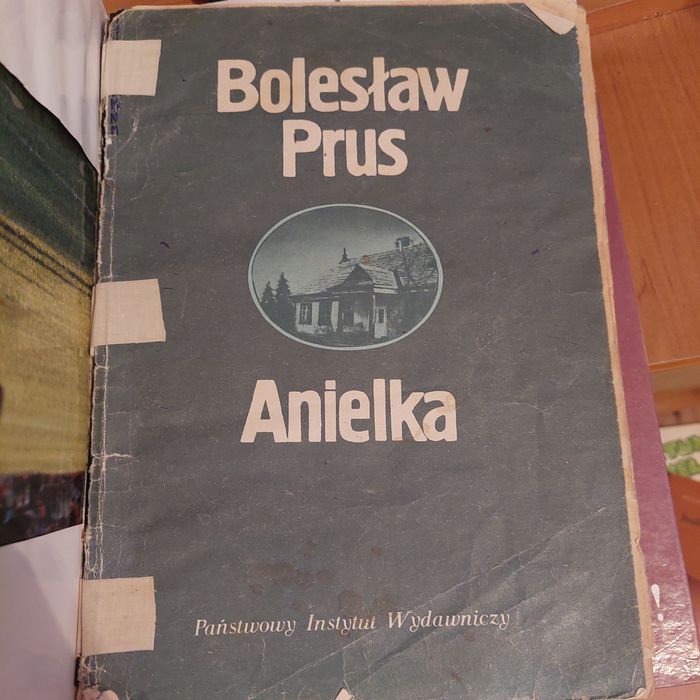 Bolesław
Prus
Anielka
Państwowy Instytut Wydawniczy